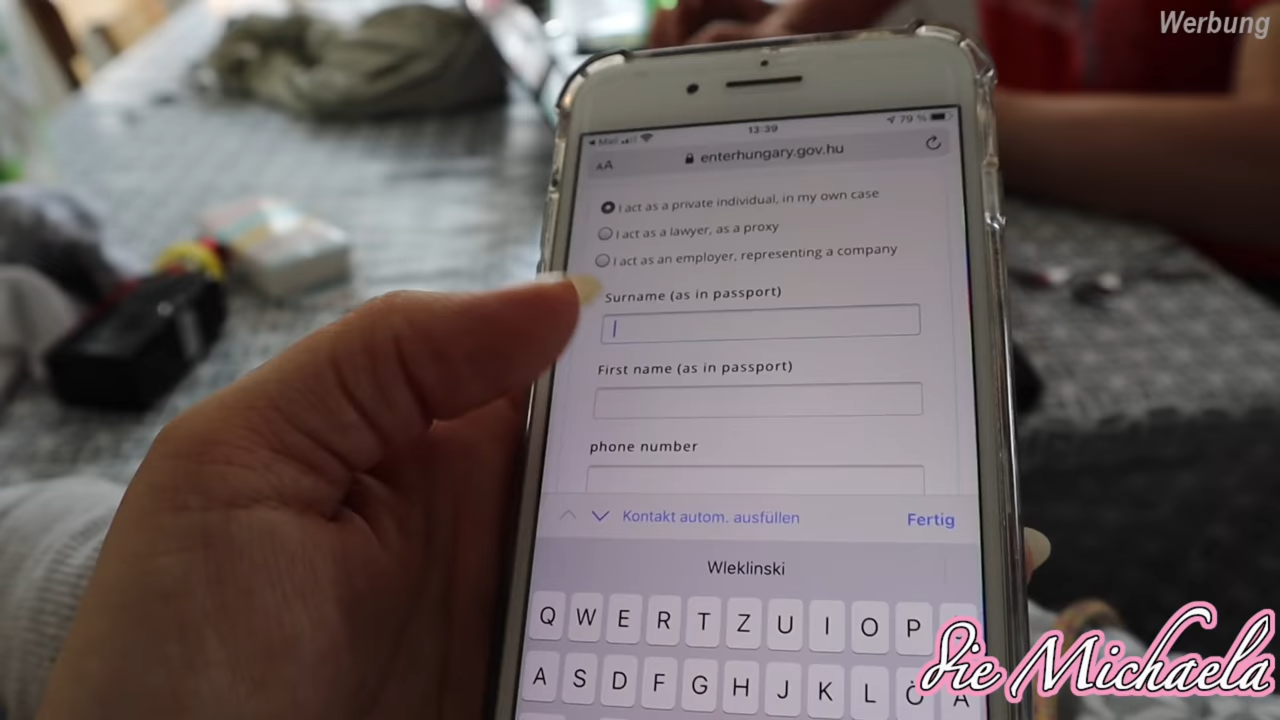 Werbung
Mail
13:39
79 %
AA
enterhungary.gov.hu
I act as a private individual, in my own case
I act as a lawyer, as a proxy
I act as an employer, representing a company
Surname (as in passport)
First name (as in passport)
phone number
Kontakt autom. ausfüllen
Fertig
Wleklinski
Q W E R T Z U I O P
A S D F G H J K L Ö Ä
Die Michaela